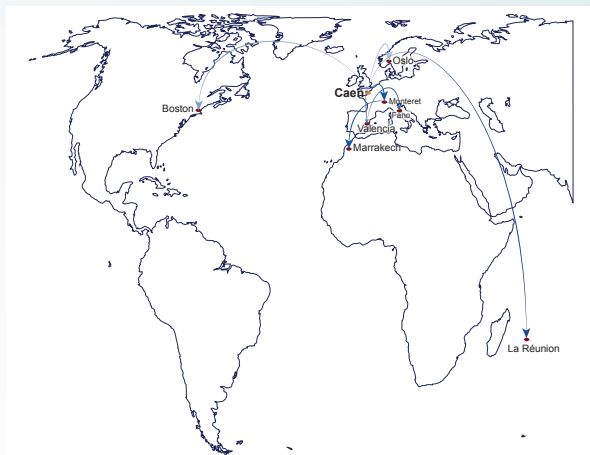 Oslo
Caen
Monteret
Boston
Fano
Valencia
Marrakech
La Réunion